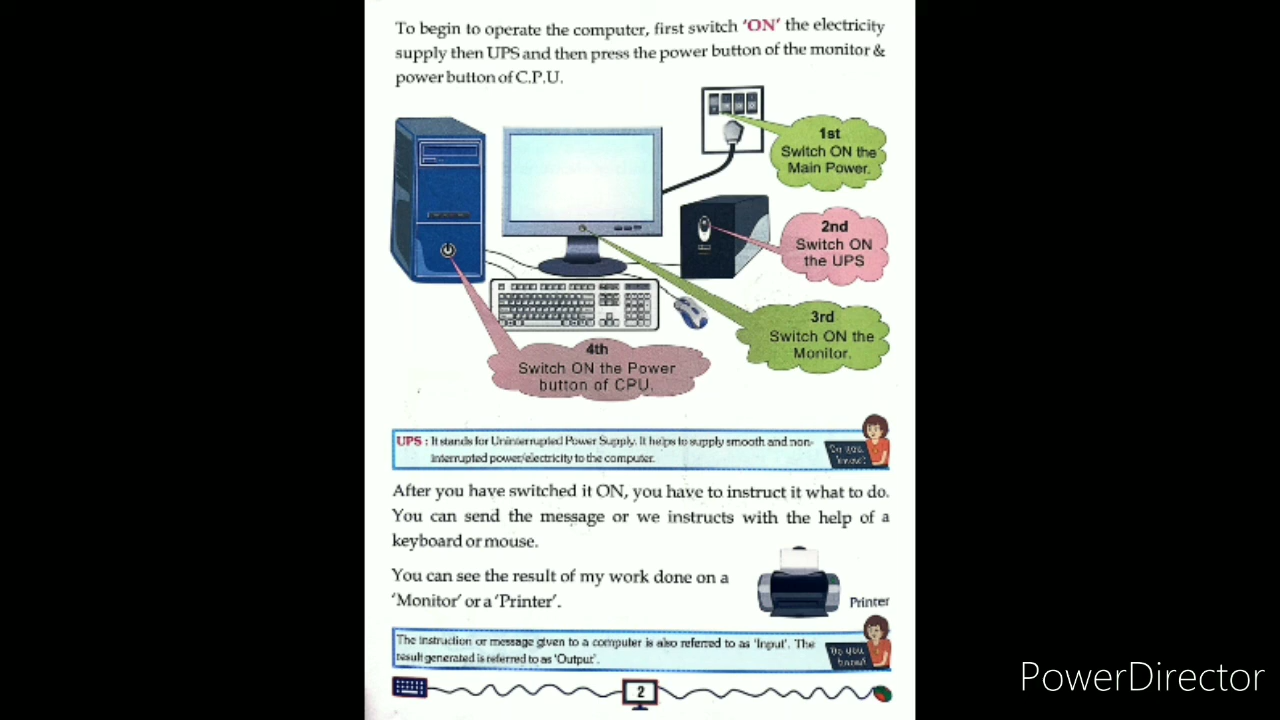 To begin to operate the computer, first switch 'ON' the electricity
supply then UPS and then press the power button of the monitor &
power button of C.P.U.
1st
Switch ON the
Main Power.
2nd
Switch ON
the UPS
3rd
Switch ON the
Monitor.
4th
Switch ON the Power
button of CPU.
UPS : It stands for Uninterrupted Power Supply. It helps to supply smooth and non-
interrupted power/electricity to the computer.
Do you
know?
After you have switched it ON, you have to instruct it what to do.
You can send the message or we instructs with the help of a
keyboard or mouse.
You can see the result of my work done on a
'Monitor' or a 'Printer'.
Printer
The instruction or message given to a computer is also referred to as 'Input'. The
result generated is referred to as 'Output'.
Do you
know?
2
PowerDirector